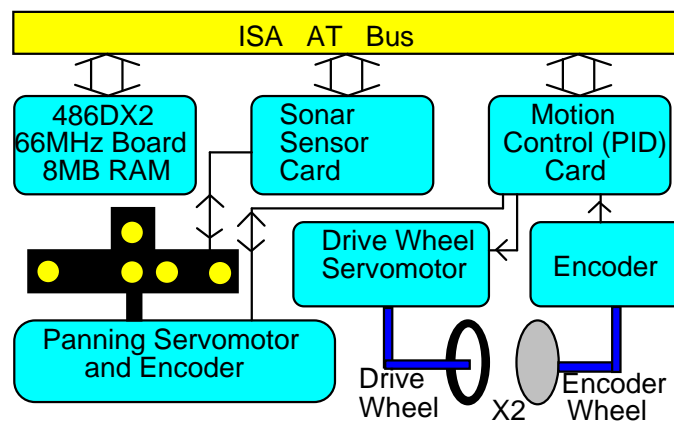 ISA AT Bus
486DX2
66MHz Board
8MB RAM
Sonar
Sensor
Card
Motion
Control (PID)
Card
Drive Wheel
Servomotor
Encoder
Panning Servomotor
and Encoder
Drive
Wheel
X2
Encoder
Wheel